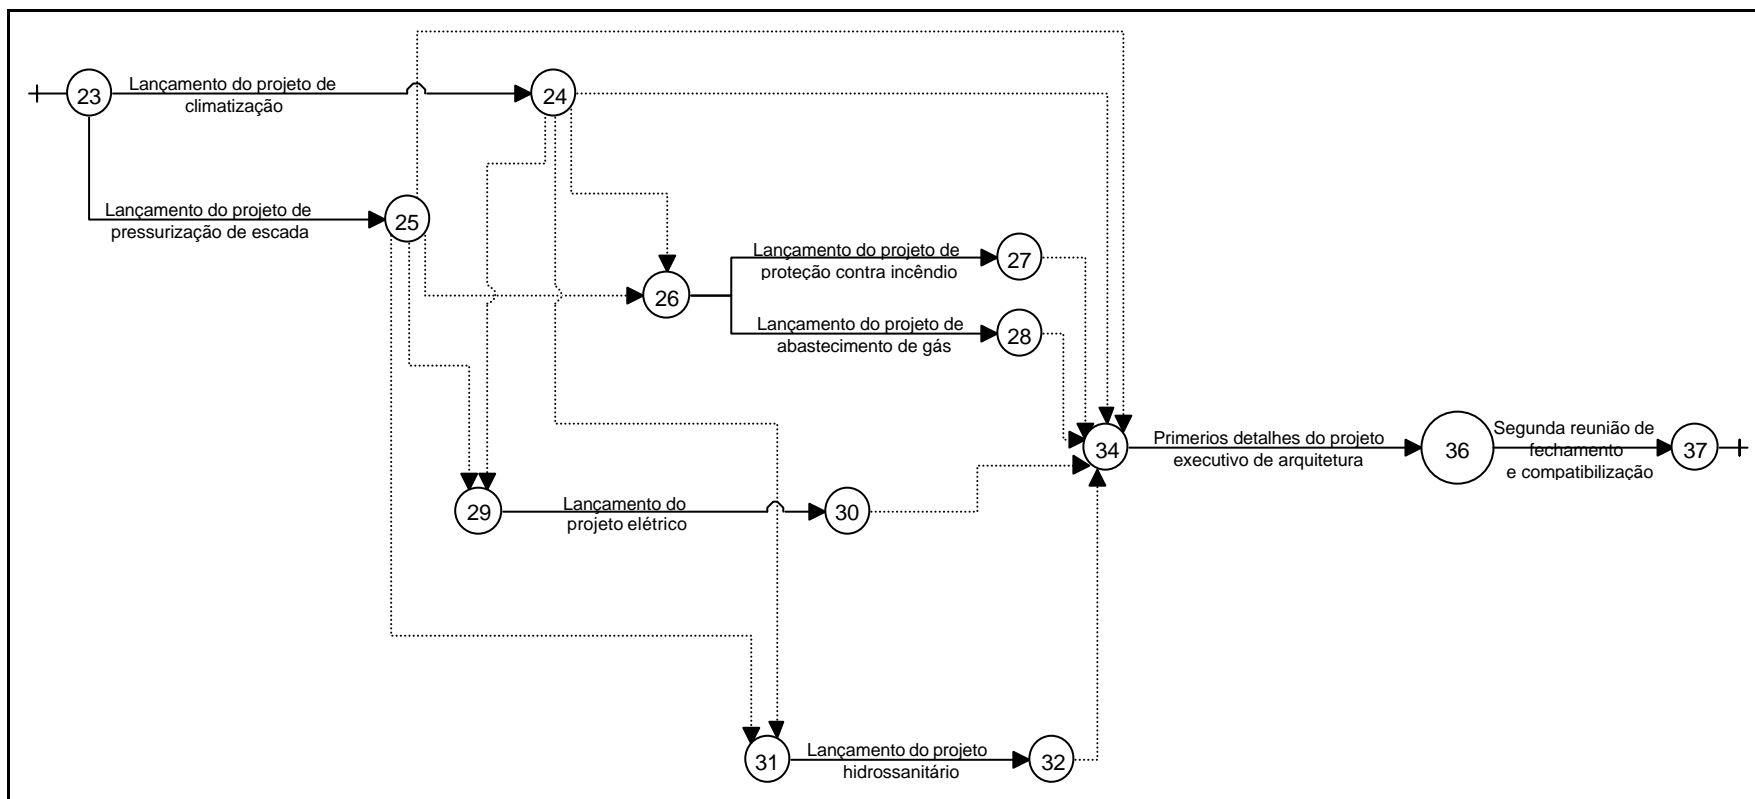 23
Lançamento do projeto de
climatização
24
Lançamento do projeto de
pressurização de escada
25
Lançamento do projeto de
proteção contra incêndio
27
26
Lançamento do projeto de
abastecimento de gás
28
34
Primerios detalhes do projeto
executivo de arquitetura
36
Segunda reunião de
fechamento
e compatibilização
37
29
Lançamento do
projeto elétrico
30
31
Lançamento do projeto
hidrossanitário
32